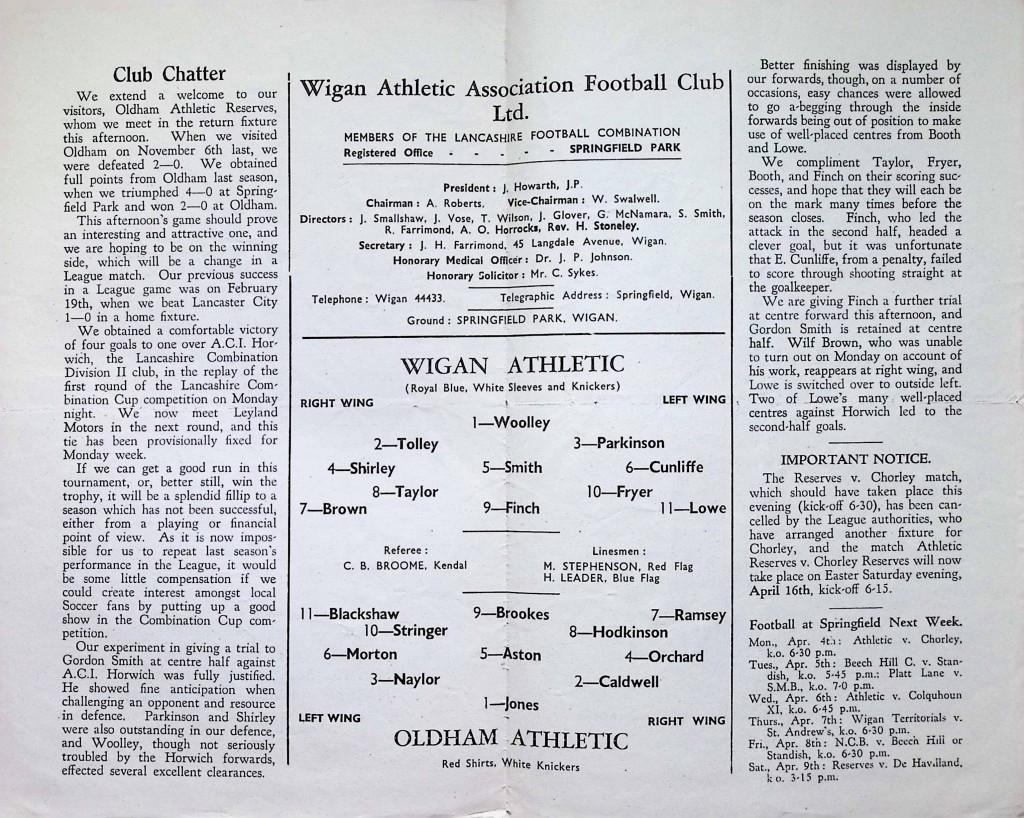 Club Chatter
We extend a welcome to our
visitors, Oldham Athletic Reserves,
whom we meet in the return fixture
this afternoon. When we visited
Oldham on November 6th last, we
were defeated 2—0. We obtained
full points from Oldham last season,
when we triumphed 4—0 at Spring-
field Park and won 2—0 at Oldham.
This afternoon's game should prove
an interesting and attractive one, and
we are hoping to be on the winning
side, which will be a change in a
League match. Our previous success
in a League game was on February
19th, when we beat Lancaster City
1—0 in a home fixture.
We obtained a comfortable victory
of four goals to one over A.C.I. Hor-
wich, the Lancashire Combination
Division II club, in the replay of the
first round of the Lancashire Com-
bination Cup competition on Monday
night. We now meet Leyland
Motors in the next round, and this
tie has been provisionally fixed for
Monday week.
If we can get a good run in this
tournament, or, better still, win the
trophy, it will be a splendid fillip to a
season which has not been successful,
either from a playing or financial
point of view. As it is now impos-
sible for us to repeat last season's
performance in the League, it would
be some little compensation if we
could create interest amongst local
Soccer fans by putting up a good
show in the Combination Cup com-
petition.
Our experiment in giving a trial to
Gordon Smith at centre half against
A.C.I. Horwich was fully justified.
He showed fine anticipation when
challenging an opponent and resource
in defence. Parkinson and Shirley
were also outstanding in our defence,
and Woolley, though not seriously
troubled by the Horwich forwards,
effected several excellent clearances.
Wigan Athletic Association Football Club
Ltd.
MEMBERS OF THE LANCASHIRE FOOTBALL COMBINATION
Registered Office - - - - - SPRINGFIELD PARK
President: J. Howarth, J.P.
Chairman: A. Roberts. Vice-Chairman: W. Swalwell.
Directors: J. Smallshaw, J. Vose, T. Wilson, J. Glover, G. McNamara, S. Smith,
R. Farrimond, A. O. Horrocks, Rev. H. Stoneley.
Secretary: J. H. Farrimond, 45 Langdale Avenue, Wigan.
Honorary Medical Officer: Dr. J. P. Johnson.
Honorary Solicitor: Mr. C. Sykes.
Telephone: Wigan 44433. Telegraphic Address: Springfield, Wigan.
Ground: SPRINGFIELD PARK, WIGAN.
WIGAN ATHLETIC
(Royal Blue, White Sleeves and Knickers)
RIGHT WING LEFT WING
1—Woolley
2—Tolley 3—Parkinson
4—Shirley 5—Smith 6—Cunliffe
8—Taylor 10—Fryer
7—Brown 9—Finch 11—Lowe
Referee: Linesmen:
C. B. BROOME, Kendal M. STEPHENSON, Red Flag
H. LEADER, Blue Flag
11—Blackshaw 9—Brookes 7—Ramsey
10—Stringer 8—Hodkinson
6—Morton 5—Aston 4—Orchard
3—Naylor 2—Caldwell
1—Jones
LEFT WING RIGHT WING
OLDHAM ATHLETIC
Red Shirts, White Knickers
Better finishing was displayed by
our forwards, though, on a number of
occasions, easy chances were allowed
to go a-begging through the inside
forwards being out of position to make
use of well-placed centres from Booth
and Lowe.
We compliment Taylor, Fryer,
Booth, and Finch on their scoring suc-
cesses, and hope that they will each be
on the mark many times before the
season closes. Finch, who led the
attack in the second half, headed a
clever goal, but it was unfortunate
that E. Cunliffe, from a penalty, failed
to score through shooting straight at
the goalkeeper.
We are giving Finch a further trial
at centre forward this afternoon, and
Gordon Smith is retained at centre
half. Wilf Brown, who was unable
to turn out on Monday on account of
his work, reappears at right wing, and
Lowe is switched over to outside left.
Two of Lowe's many well-placed
centres against Horwich led to the
second-half goals.
IMPORTANT NOTICE.
The Reserves v. Chorley match,
which should have taken place this
evening (kick-off 6-30), has been can-
celled by the League authorities, who
have arranged another fixture for
Chorley, and the match Athletic
Reserves v. Chorley Reserves will now
take place on Easter Saturday evening,
April 16th, kick-off 6-15.
Football at Springfield Next Week.
Mon., Apr. 4th: Athletic v. Chorley,
k.o. 6-30 p.m.
Tues., Apr. 5th: Beech Hill C. v. Stan-
dish, k.o. 5-45 p.m.: Platt Lane v.
S.M.B., k.o. 7-0 p.m.
Wed., Apr. 6th: Athletic v. Colquhoun
XI, k.o. 6-45 p.m.
Thurs., Apr. 7th: Wigan Territorials v.
St. Andrew's, k.o. 6-30 p.m.
Fri., Apr. 8th: N.C.B. v. Beech Hill or
Standish, k.o. 6-30 p.m.
Sat., Apr. 9th: Reserves v. De Havilland,
k o. 3-15 p.m.